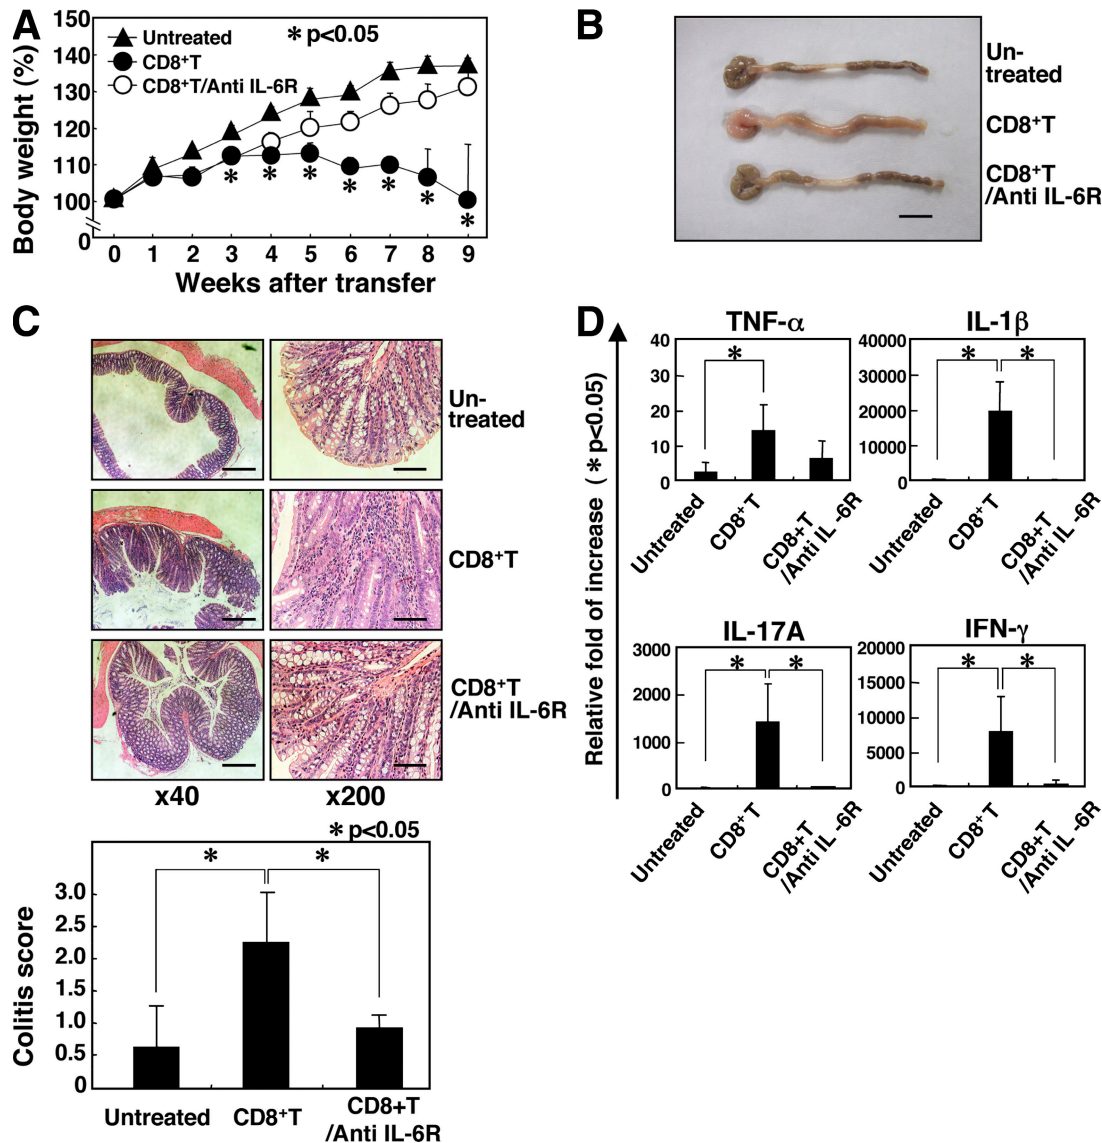 A
Body weight (%)
150
140
130
120
110
100
0
Untreated
CD8⁺T
CD8⁺T/Anti IL-6R
* p<0.05
* * * * * * *
0 1 2 3 4 5 6 7 8 9
Weeks after transfer
B
Un-
treated
CD8⁺T
CD8⁺T
/Anti IL-6R
C
Un-
treated
CD8⁺T
CD8⁺T
/Anti IL-6R
x40 x200
* p<0.05
* *
Colitis score
3.0
2.5
2.0
1.5
1.0
0.5
0
Untreated
CD8⁺T
CD8+T
/Anti IL-6R
D
Relative fold of increase (*p<0.05)
TNF-α
40
30
20
10
0
*
Untreated
CD8⁺T
CD8+T
/Anti IL -6R
IL-1β
40000
30000
20000
10000
0
* *
Untreated
CD8⁺T
CD8+T
/Anti IL -6R
IL-17A
3000
2000
1000
0
* *
Untreated
CD8⁺T
CD8+T
/Anti IL -6R
IFN-γ
20000
15000
10000
5000
0
* *
Untreated
CD8⁺T
CD8+T
/Anti IL -6R